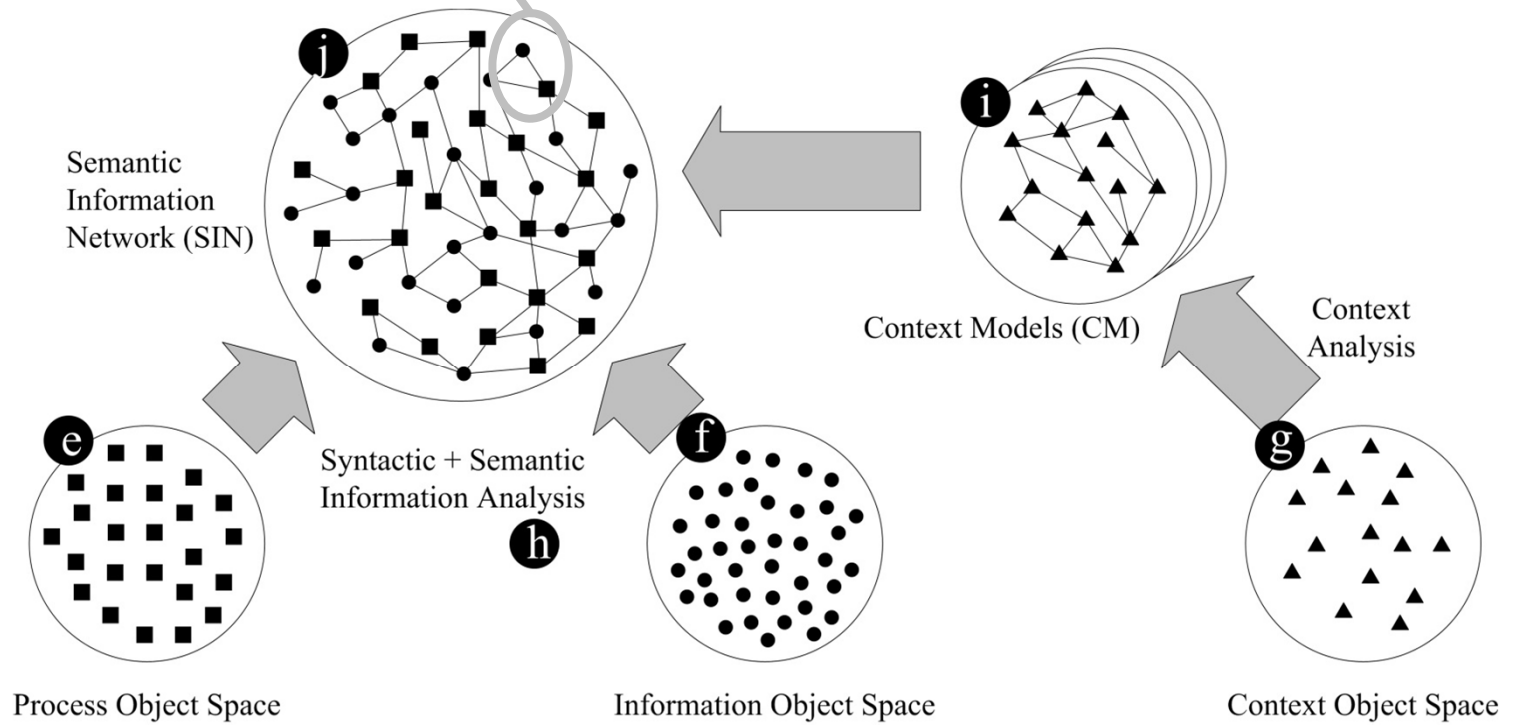 j
i
Semantic
Information
Network (SIN)
Context Models (CM)
Context
Analysis
e
f
g
Syntactic + Semantic
Information Analysis
h
Process Object Space
Information Object Space
Context Object Space